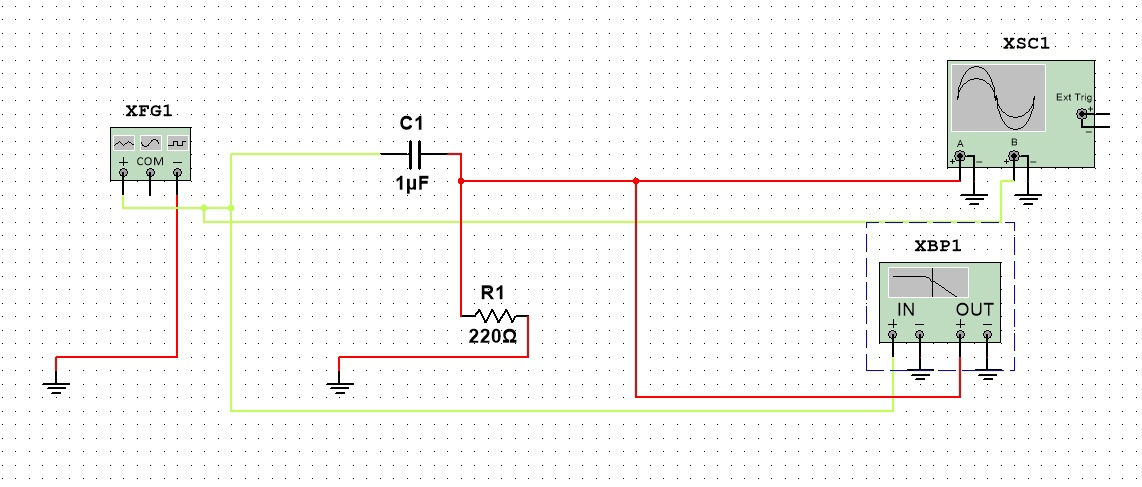 XSC1
Ext Trig
+
−
A
B
+ − + −
XFG1
+ COM −
C1
1µF
XBP1
IN OUT
+ − + −
R1
220Ω